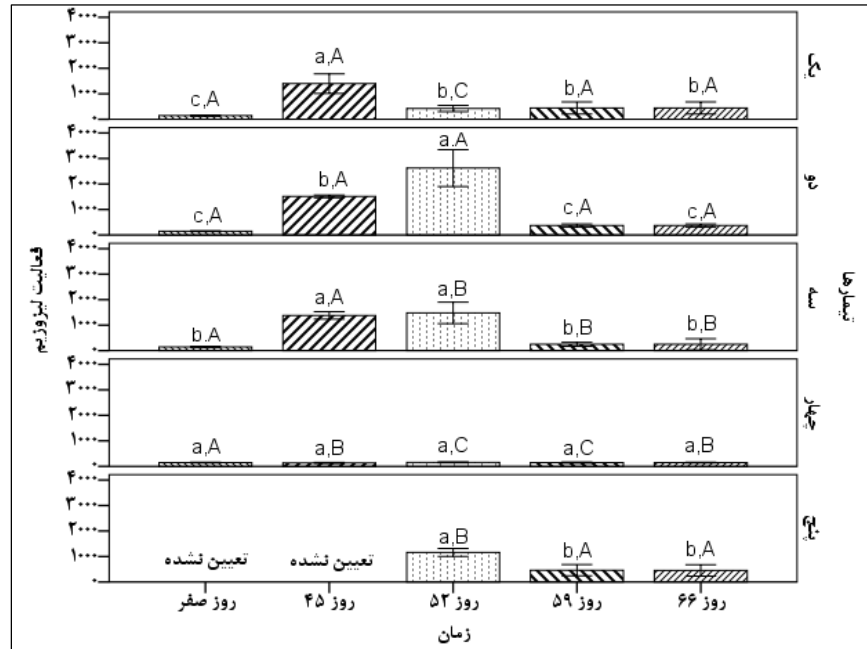 فعالیت لیزوزیم
تیمارها
۴۰۰۰
۳۰۰۰
۲۰۰۰
۱۰۰۰
۰
c,A
a,A
b,C
b,A
b,A
یک
۴۰۰۰
۳۰۰۰
۲۰۰۰
۱۰۰۰
۰
c,A
b,A
a.A
c,A
c,A
دو
۴۰۰۰
۳۰۰۰
۲۰۰۰
۱۰۰۰
۰
b.A
a,A
a,B
b,B
b,B
سه
۴۰۰۰
۳۰۰۰
۲۰۰۰
۱۰۰۰
۰
a,A
a,B
a,C
a,C
a,B
چهار
۴۰۰۰
۳۰۰۰
۲۰۰۰
۱۰۰۰
۰
تعیین نشده
تعیین نشده
a,B
b,A
b,A
پنج
روز صفر
روز ۴۵
روز ۵۲
روز ۵۹
روز ۶۶
زمان